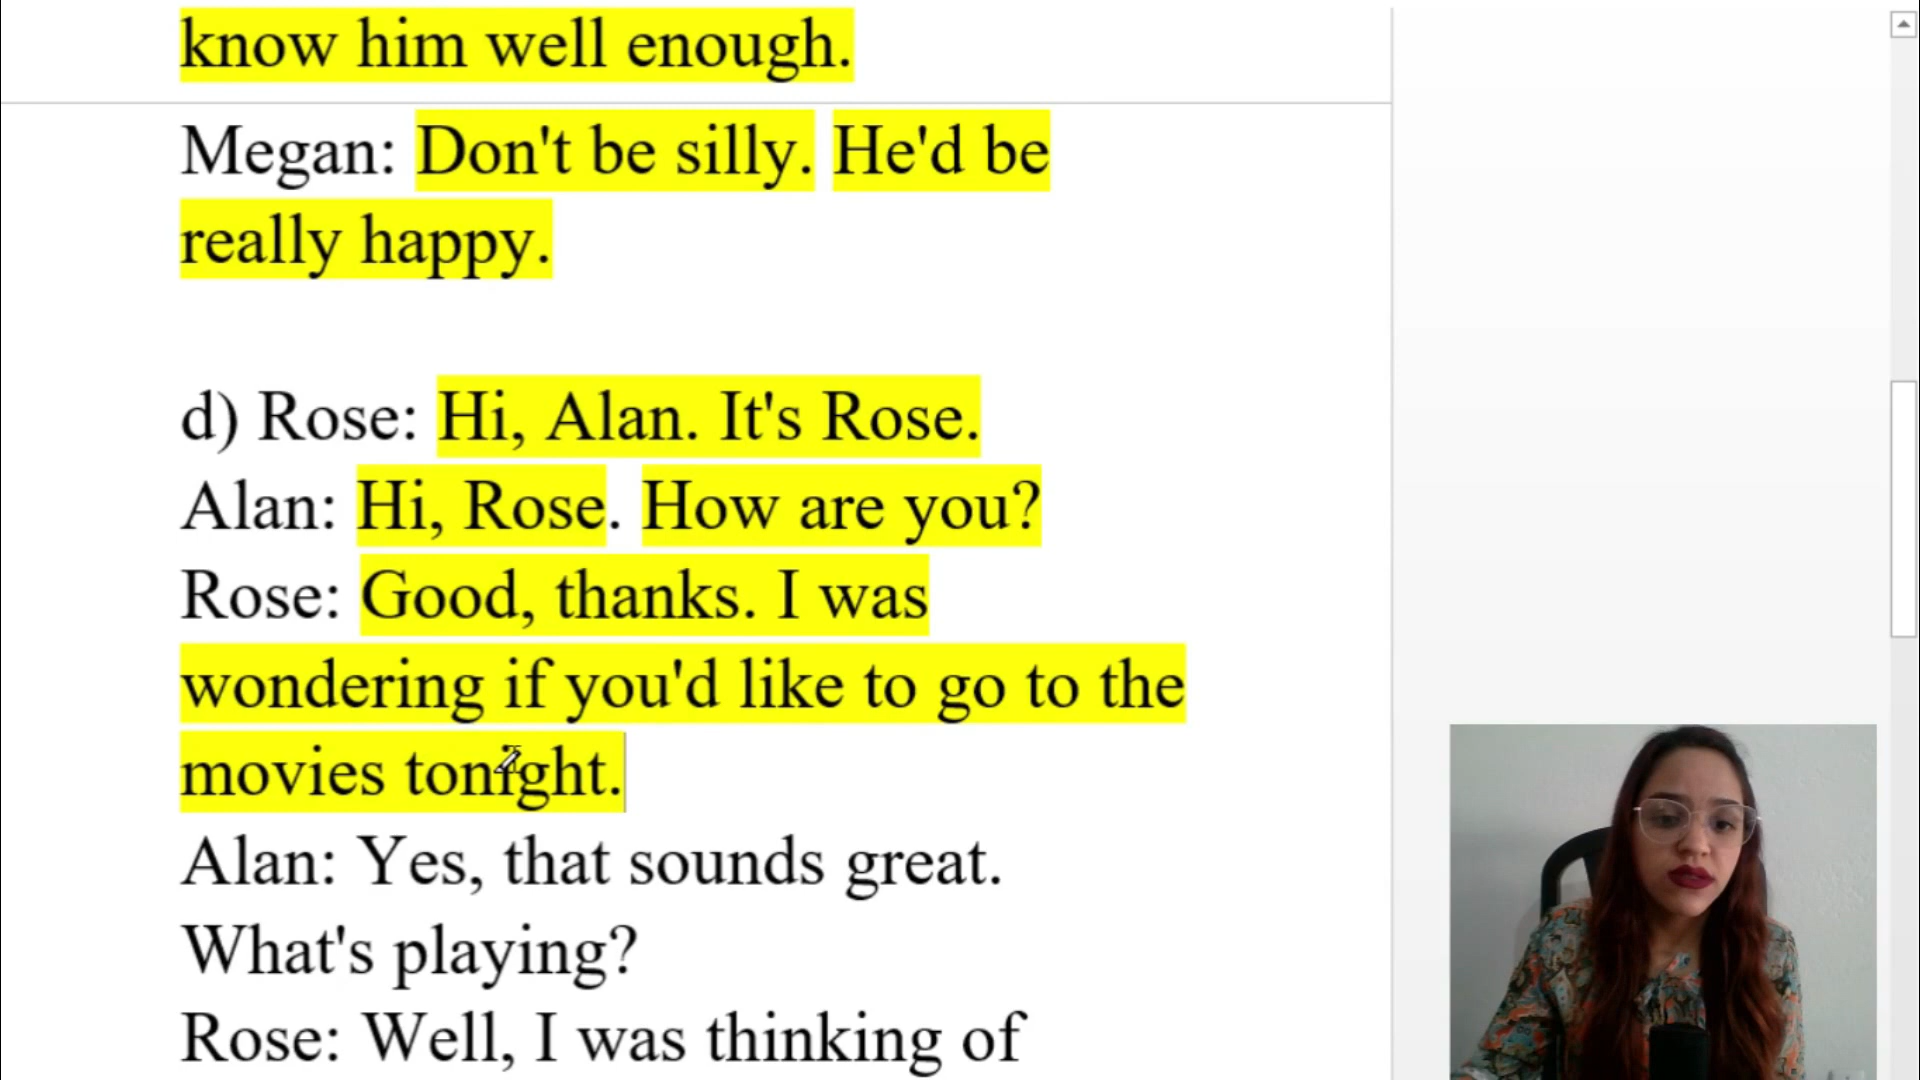 know him well enough.
Megan: Don't be silly. He'd be
really happy.
d) Rose: Hi, Alan. It's Rose.
Alan: Hi, Rose. How are you?
Rose: Good, thanks. I was
wondering if you'd like to go to the
movies tonight.
Alan: Yes, that sounds great.
What's playing?
Rose: Well, I was thinking of